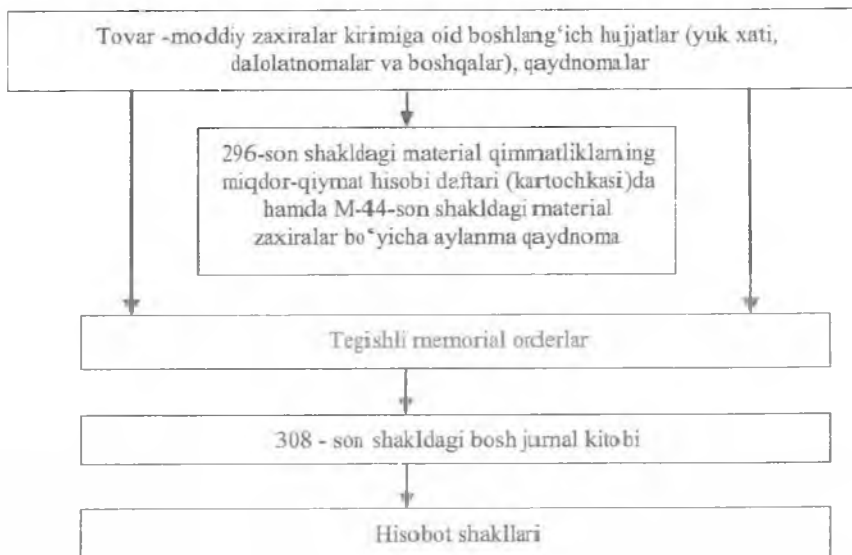 Tovar -moddiy zaxiralar kirimiga oid boshlang‘ich hujjatlar (yuk xati,
dalolatnomalar va boshqalar), qaydnomalar
296-son shakldagi material qimmatliklaming
miqdor-qiymat hisobi daftari (kartochkasi)da
hamda M-44-son shakldagi material
zaxiralar bo‘yicha aylanma qaydnoma
Tegishli memorial orderlar
308 - son shakldagi bosh jurnal kitobi
Hisobot shakllari